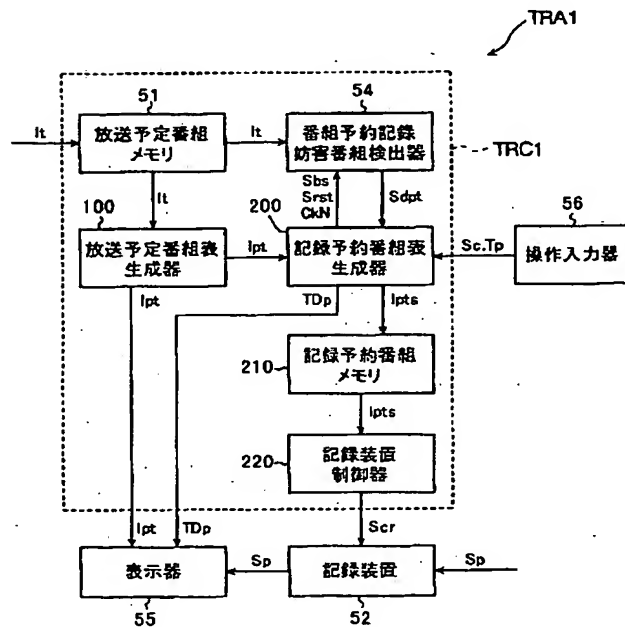 TRA1
51
54
It
放送予定番組
メモリ
It
番組予約記録
妨害番組検出器
TRC1
It
Sbs
Srst
CkN
Sdpt
100
200
56
放送予定番組表
生成器
Ipt
記録予約番組表
生成器
Sc.Tp
操作入力器
Ipt
TDp
Ipts
210
記録予約番組
メモリ
Ipts
220
記録装置
制御器
Ipt
TDp
Scr
表示器
Sp
記録装置
Sp
55
52